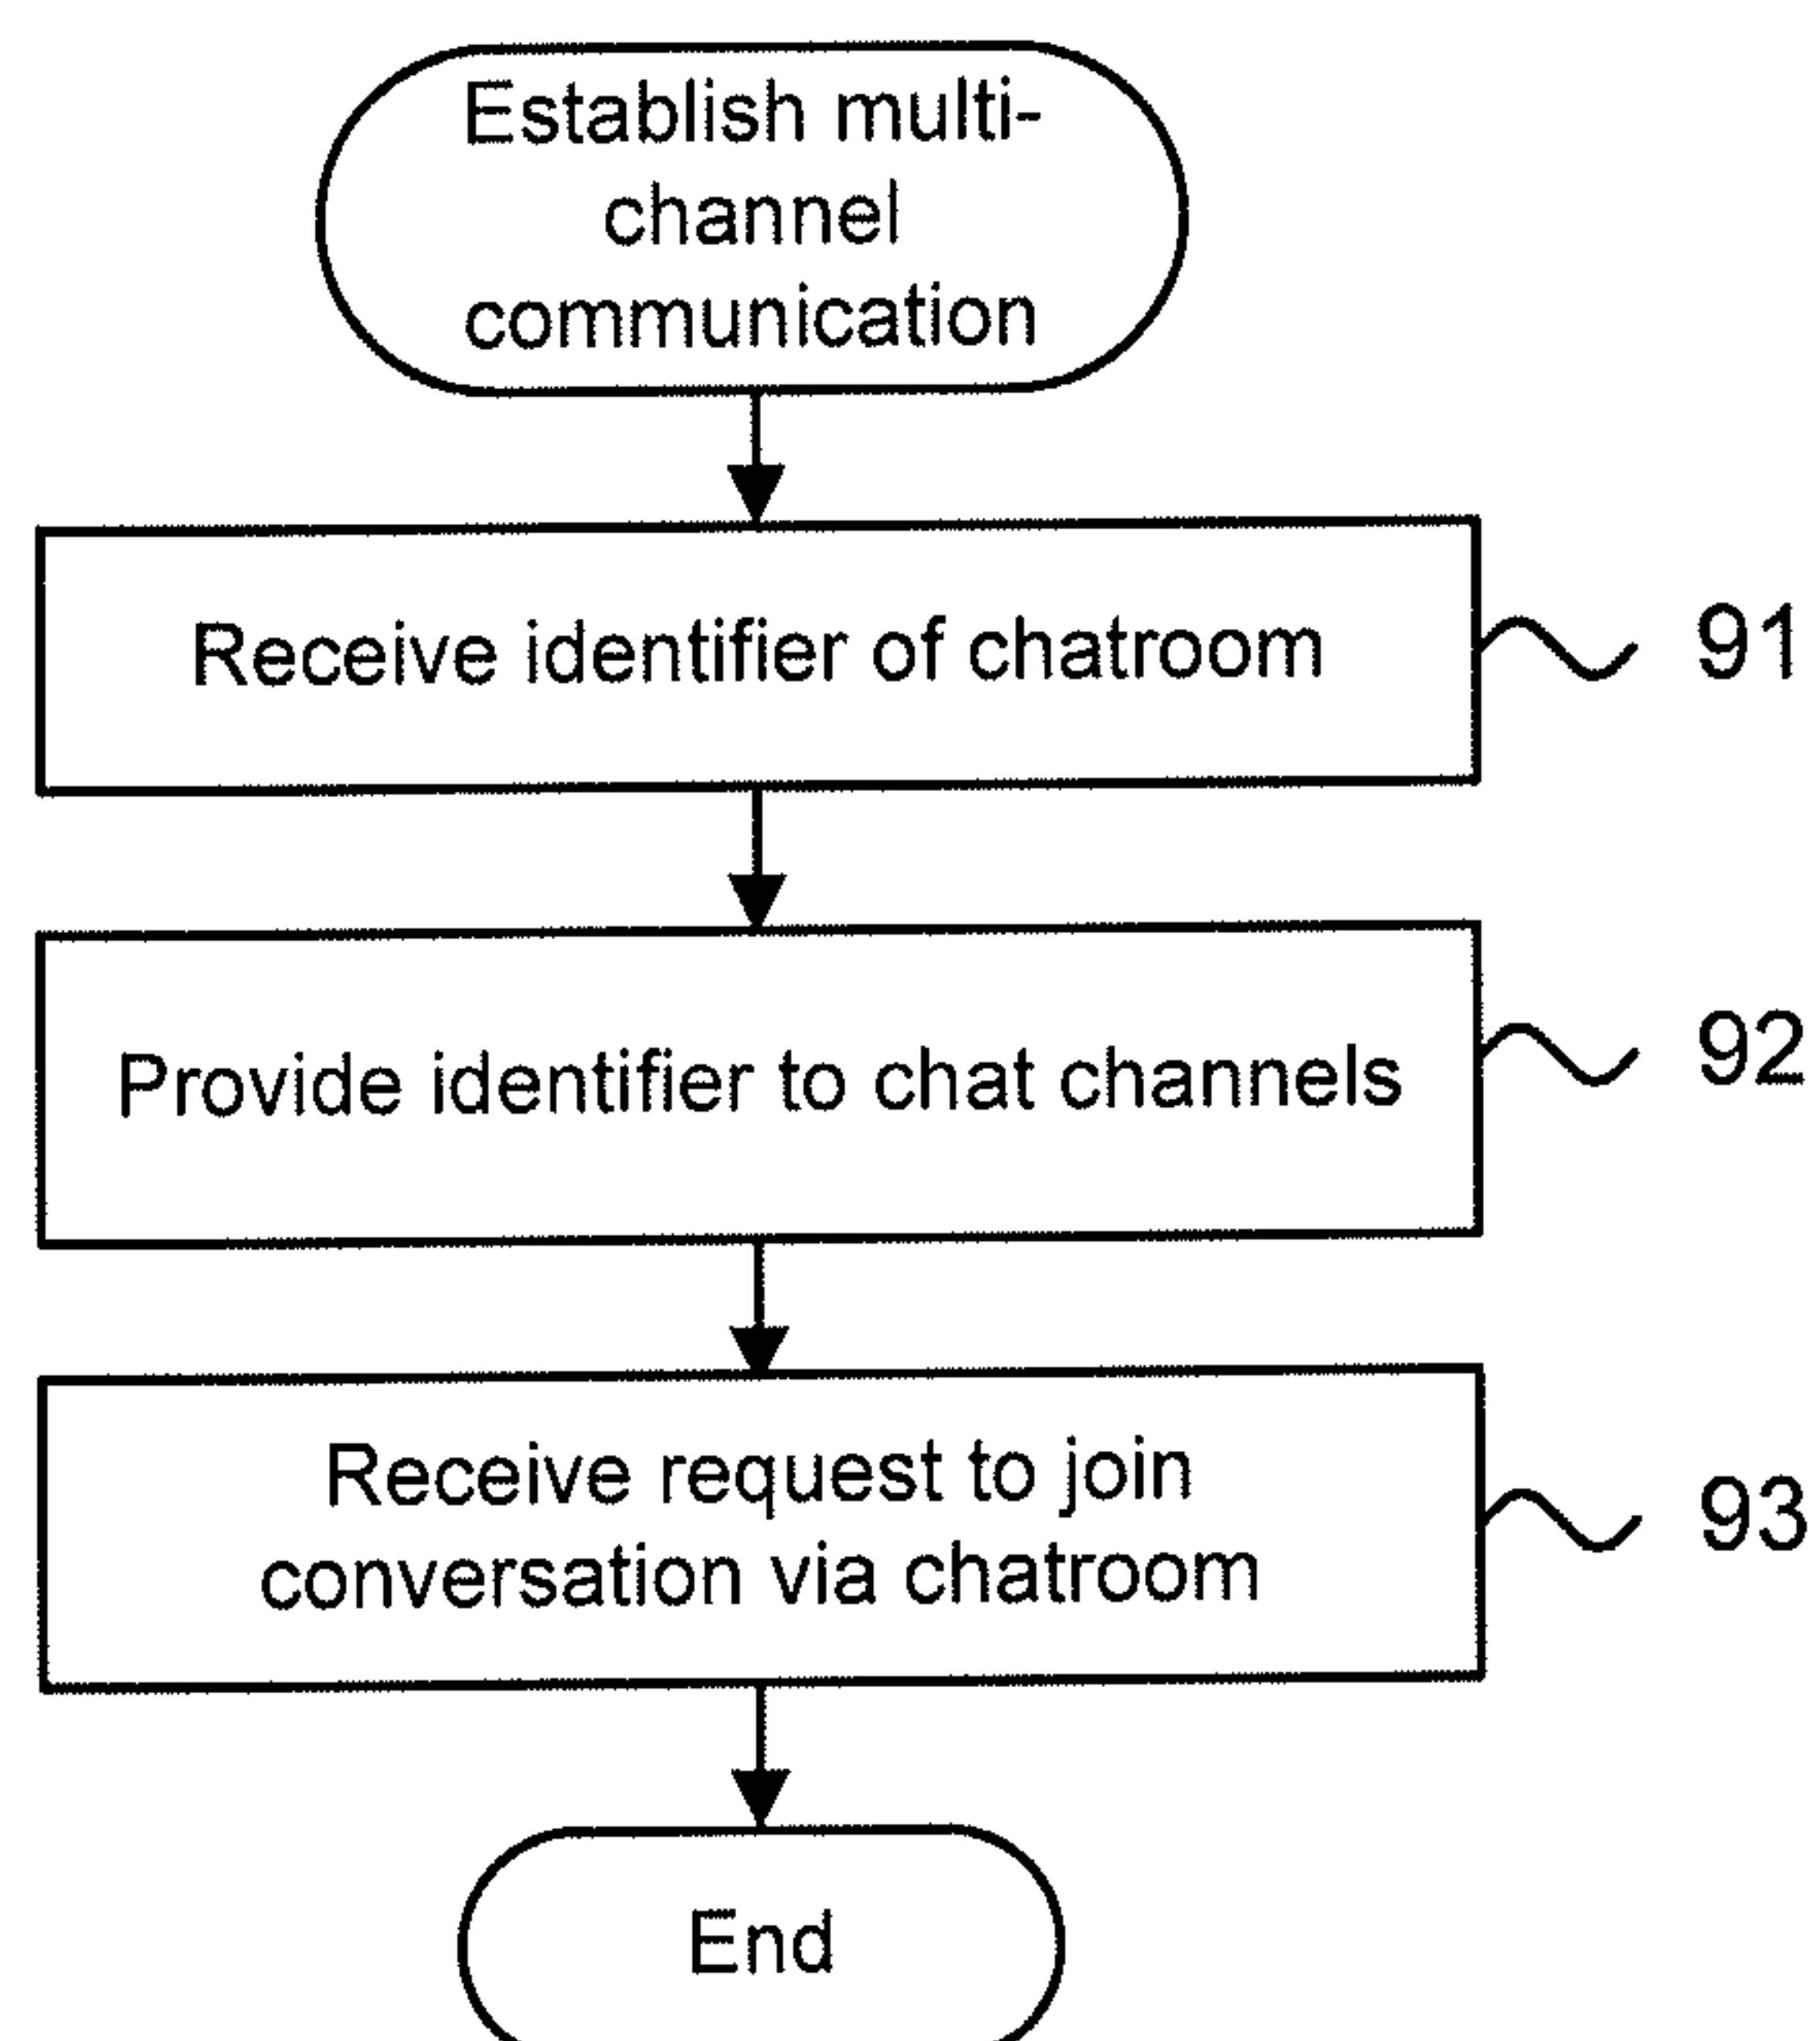 Establish multi-
channel
communication
Receive identifier of chatroom
91
Provide identifier to chat channels
92
Receive request to join
conversation via chatroom
93
End